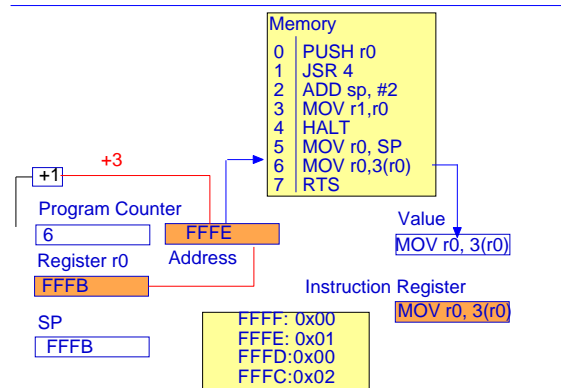 Memory
0 PUSH r0
1 JSR 4
2 ADD sp, #2
3 MOV r1,r0
4 HALT
5 MOV r0, SP
6 MOV r0,3(r0)
7 RTS
+3
+1
Program Counter
6
FFFE
Address
Value
MOV r0, 3(r0)
Register r0
FFFB
Instruction Register
MOV r0, 3(r0)
SP
FFFB
FFFF: 0x00
FFFE: 0x01
FFFD:0x00
FFFC:0x02